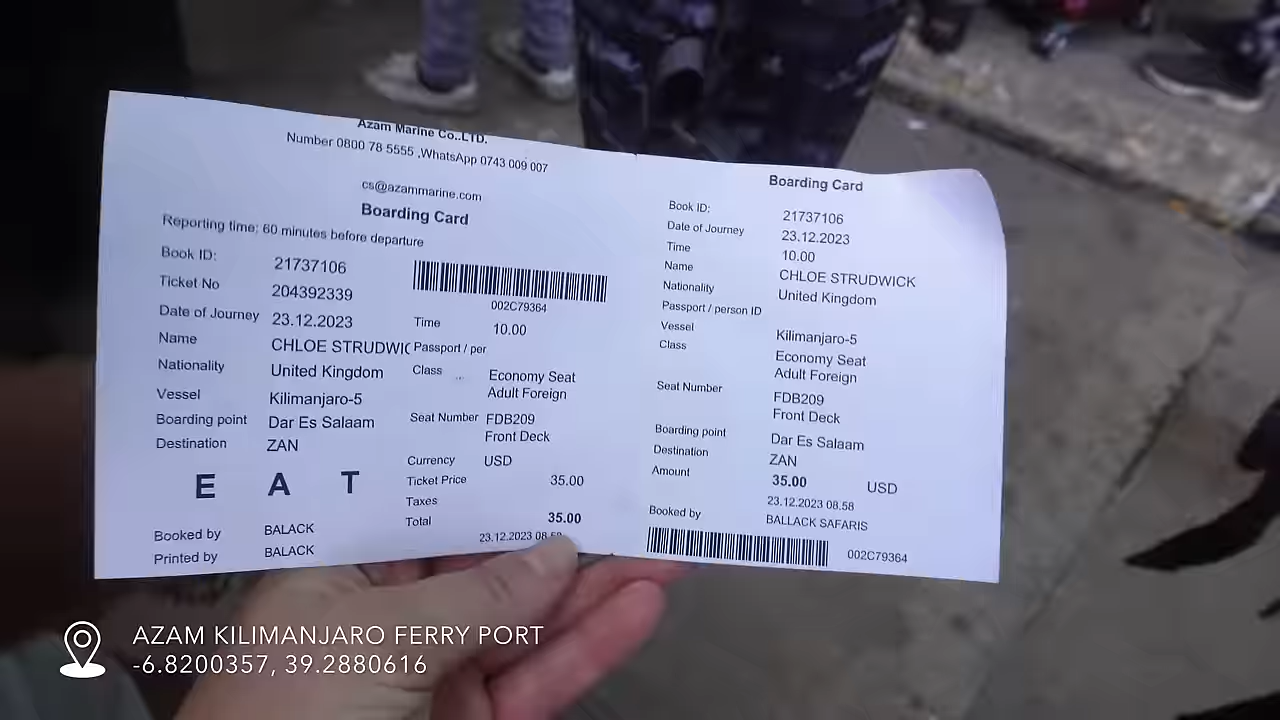 Azam Marine Co..LTD.
Number 0800 78 5555 ,WhatsApp 0743 009 007
cs@azammarine.com
Boarding Card
Reporting time: 60 minutes before departure
Book ID: 21737106
Ticket No 204392339
002C79364
Date of Journey 23.12.2023 Time 10.00
Name CHLOE STRUDWIC Passport / per
Nationality United Kingdom Class Economy Seat
Adult Foreign
Vessel Kilimanjaro-5
Boarding point Dar Es Salaam Seat Number FDB209
Front Deck
Destination ZAN
Currency USD
E A T Ticket Price 35.00
Taxes
Total 35.00
Booked by BALACK
23.12.2023 08.58
Printed by BALACK
Boarding Card
Book ID: 21737106
Date of Journey 23.12.2023
Time 10.00
Name CHLOE STRUDWICK
Nationality United Kingdom
Passport / person ID
Vessel Kilimanjaro-5
Class Economy Seat
Adult Foreign
Seat Number FDB209
Front Deck
Boarding point Dar Es Salaam
Destination ZAN
Amount 35.00 USD
23.12.2023 08.58
Booked by BALLACK SAFARIS
002C79364
AZAM KILIMANJARO FERRY PORT
-6.8200357, 39.2880616